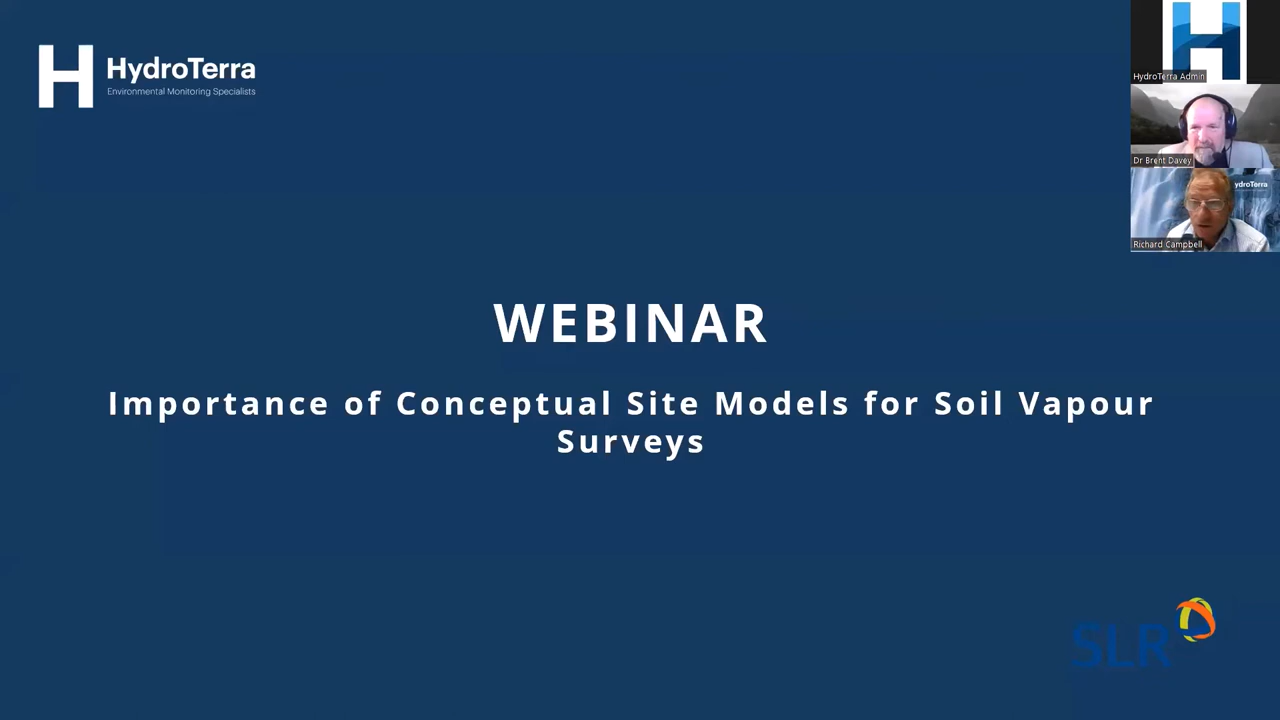 HydroTerra
Environmental Monitoring Specialists
HydroTerra Admin
Dr Brent Davey
ydroTerra
Richard Campbell
WEBINAR
Importance of Conceptual Site Models for Soil Vapour
Surveys
SLR